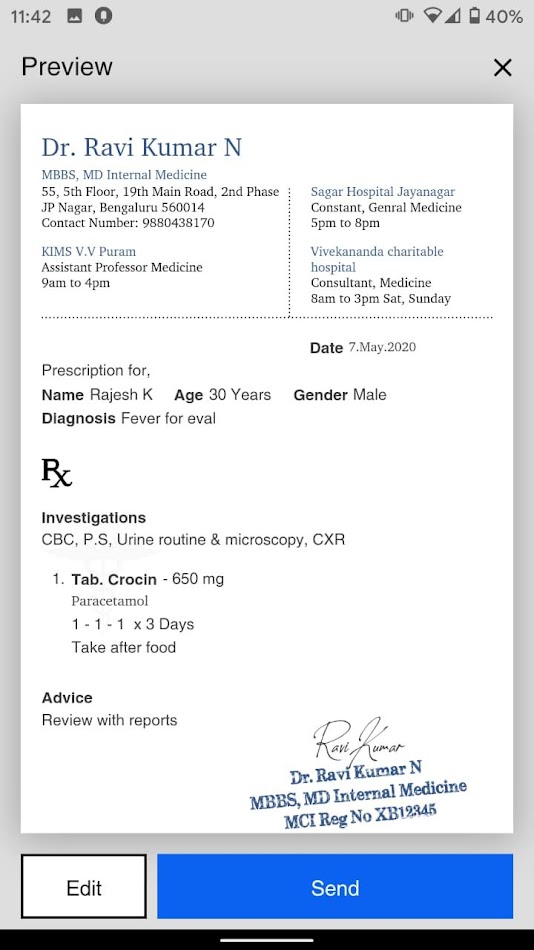 11:42
40%
Preview
Dr. Ravi Kumar N
MBBS, MD Internal Medicine
55, 5th Floor, 19th Main Road, 2nd Phase
JP Nagar, Bengaluru 560014
Contact Number: 9880438170
KIMS V.V Puram
Assistant Professor Medicine
9am to 4pm
Sagar Hospital Jayanagar
Constant, Genral Medicine
5pm to 8pm
Vivekananda charitable
hospital
Consultant, Medicine
8am to 3pm Sat, Sunday
Date 7.May.2020
Prescription for,
Name Rajesh K Age 30 Years Gender Male
Diagnosis Fever for eval
Rx
Investigations
CBC, P.S, Urine routine & microscopy, CXR
1. Tab. Crocin - 650 mg
Paracetamol
1 - 1 - 1 x 3 Days
Take after food
Advice
Review with reports
Ravi Kumar
Dr. Ravi Kumar N
MBBS, MD Internal Medicine
MCI Reg No XB12345
Edit
Send